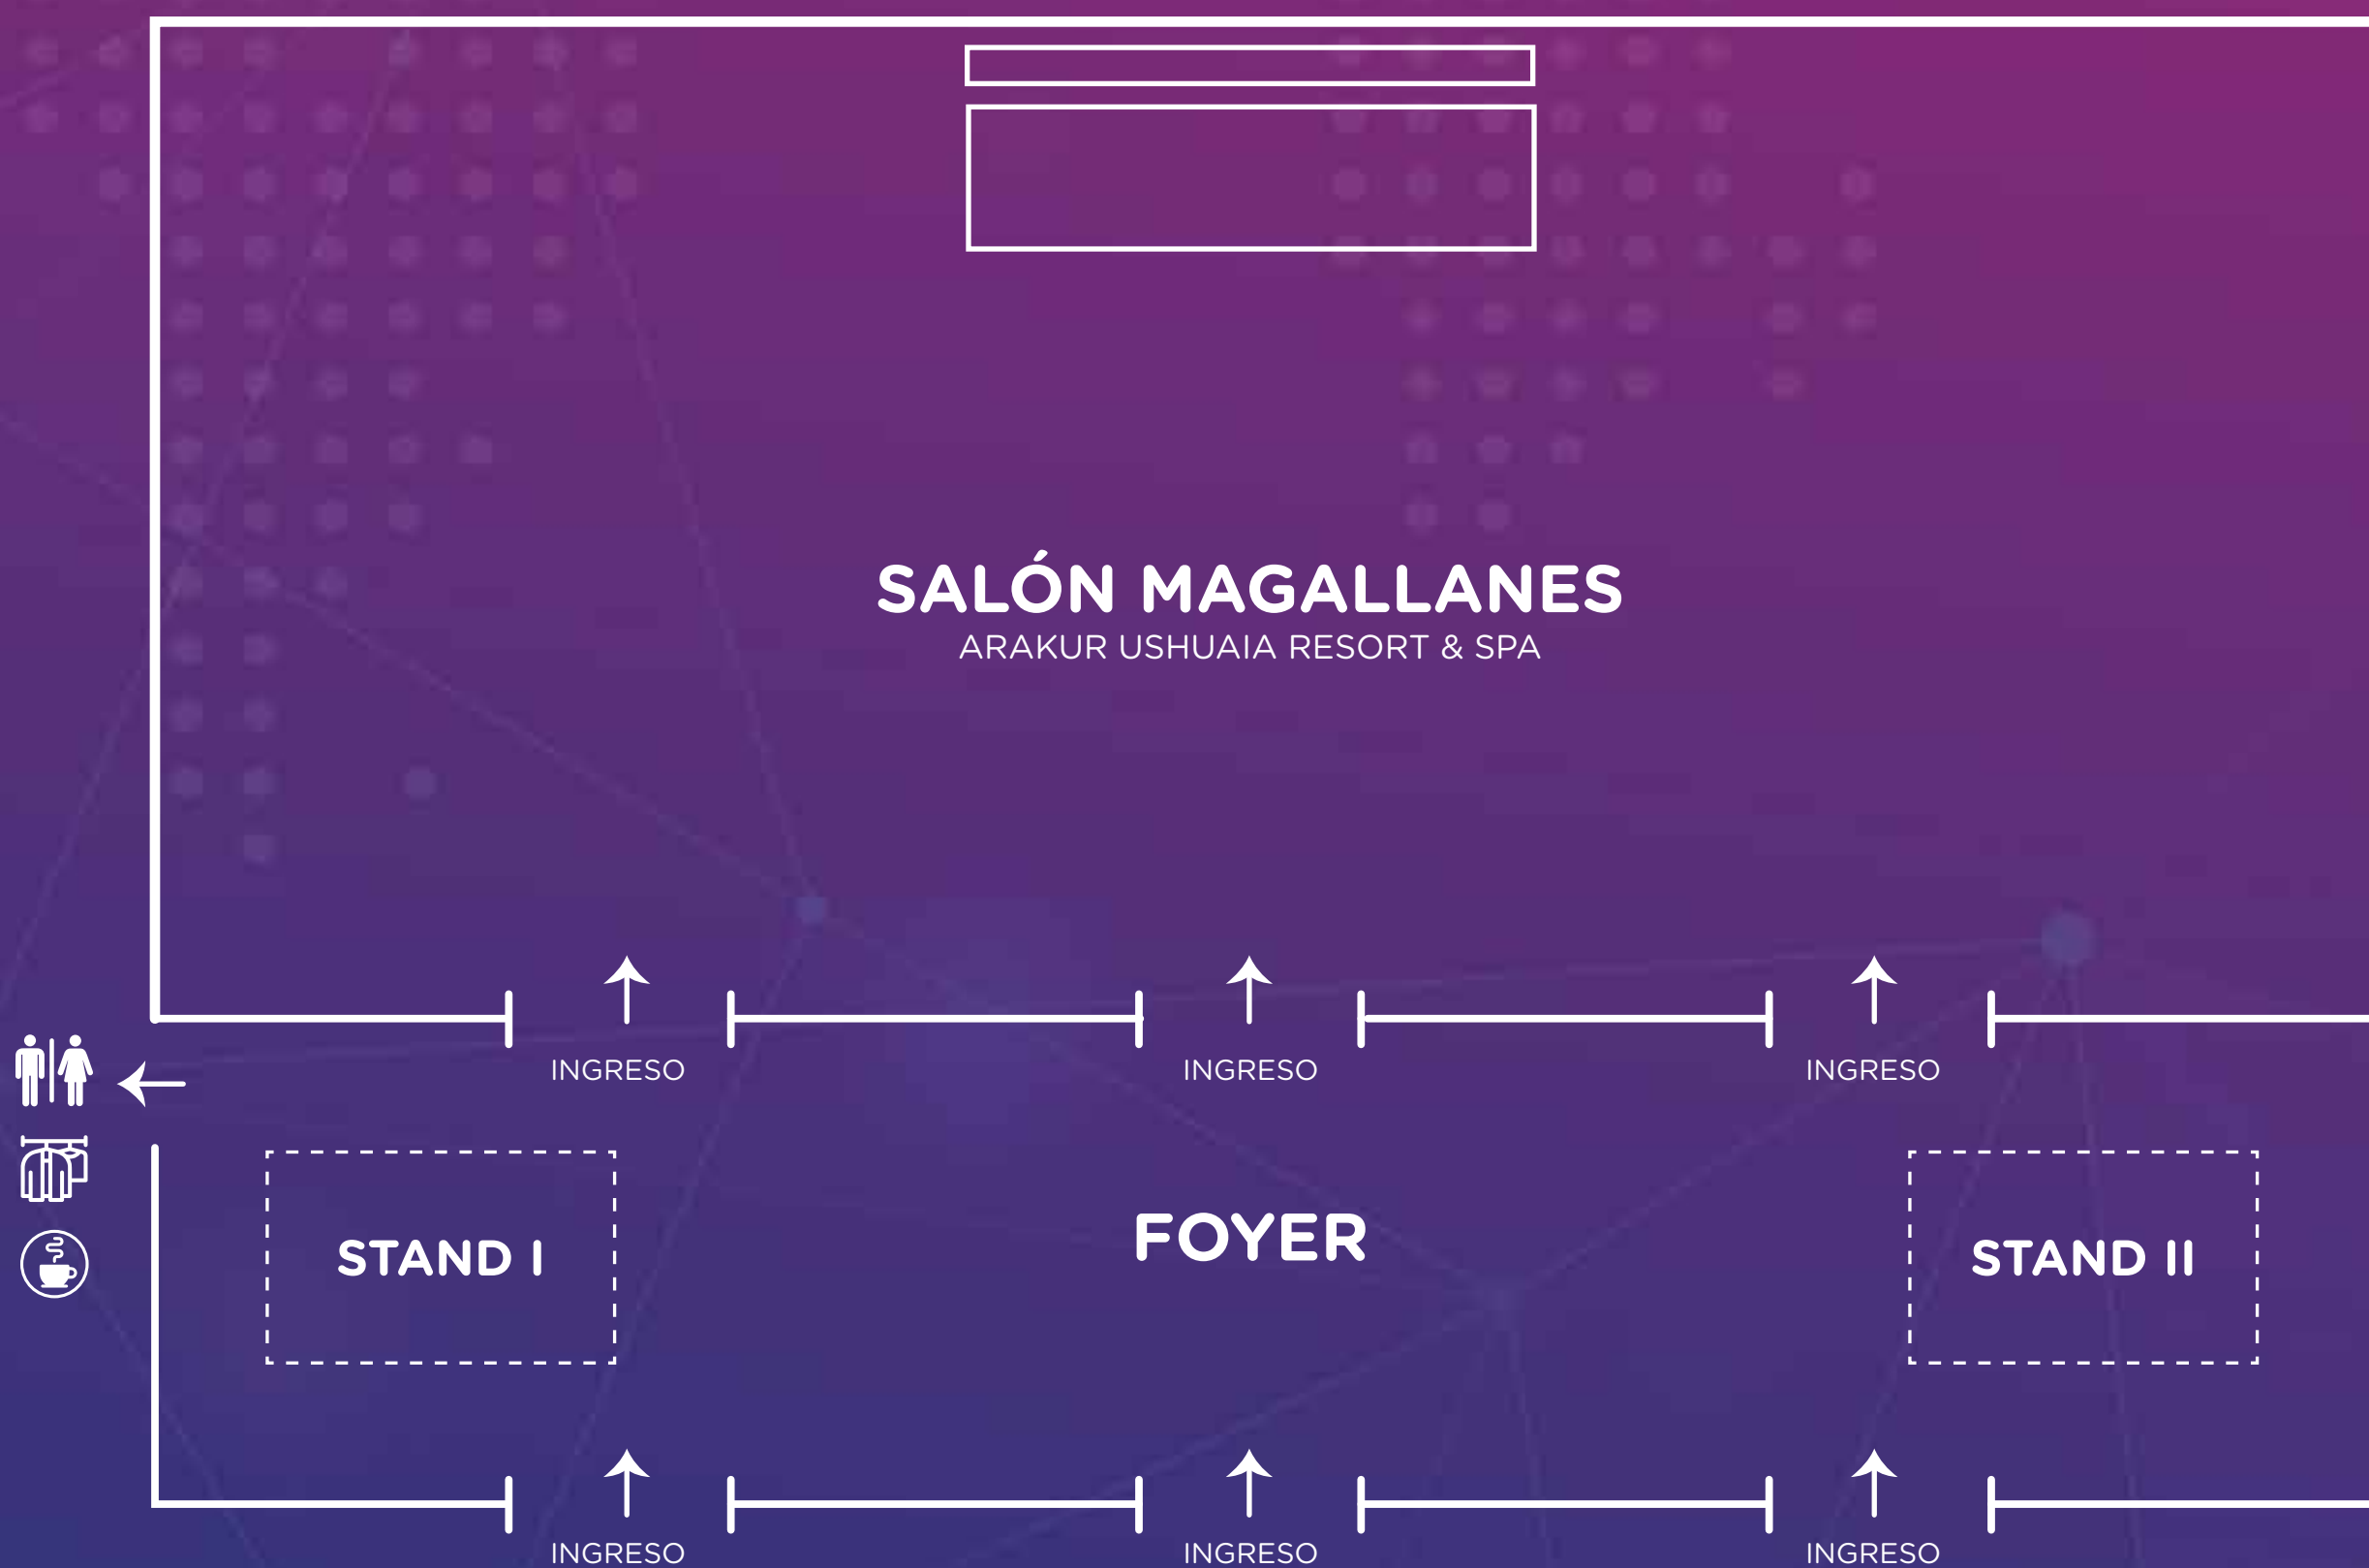 SALÓN MAGALLANES
ARAKUR USHUAIA RESORT & SPA
INGRESO
INGRESO
INGRESO
STAND I
FOYER
STAND II
INGRESO
INGRESO
INGRESO